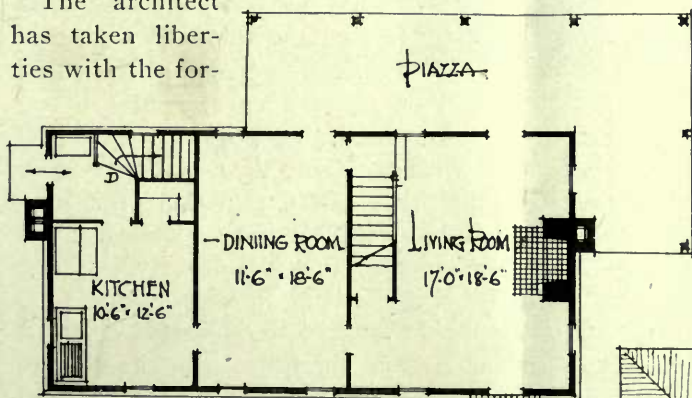 The architect
has taken liber-
ties with the for-
PIAZZA
D
DINING ROOM
11'-6" × 18'-6"
LIVING ROOM
17'-0" × 18'-6"
KITCHEN
10'-6" × 12'-6"